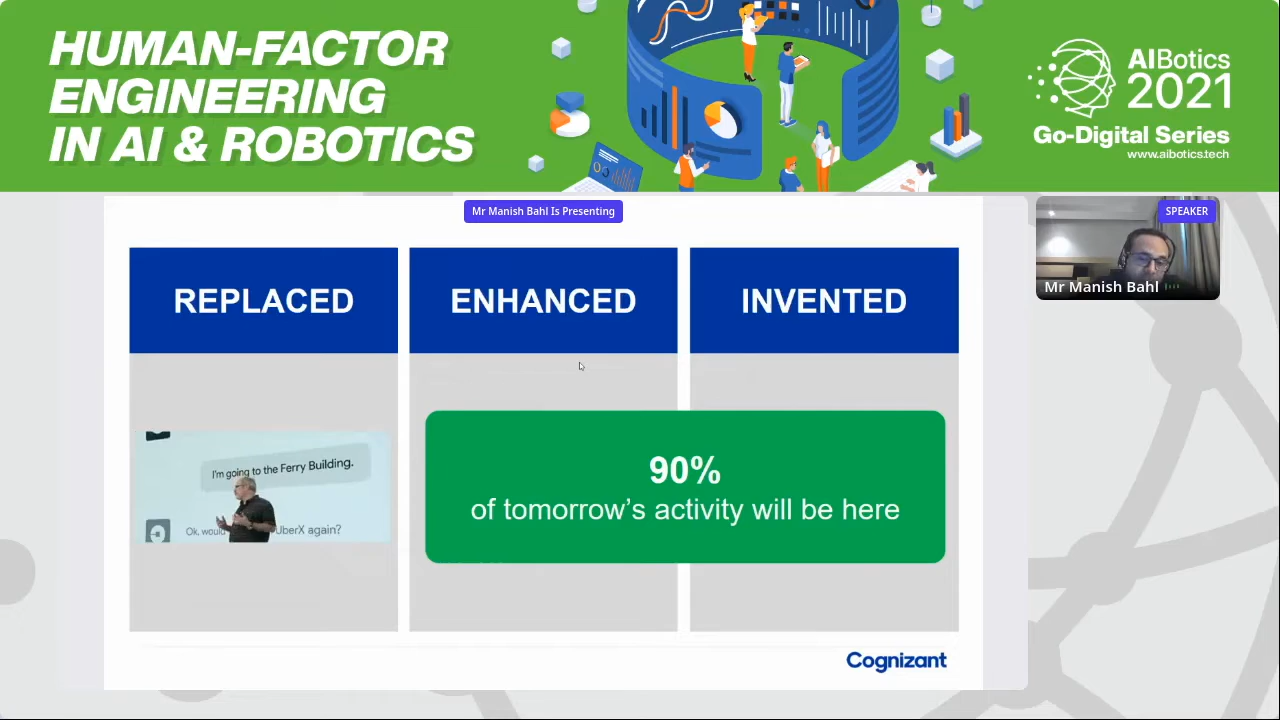 HUMAN-FACTOR
ENGINEERING
IN AI & ROBOTICS
AIBotics
2021
Go-Digital Series
www.aibotics.tech
Mr Manish Bahl Is Presenting
SPEAKER
Mr Manish Bahl
REPLACED
ENHANCED
INVENTED
I'm going to the Ferry Building.
Ok, would UberX again?
90%
of tomorrow's activity will be here
Cognizant